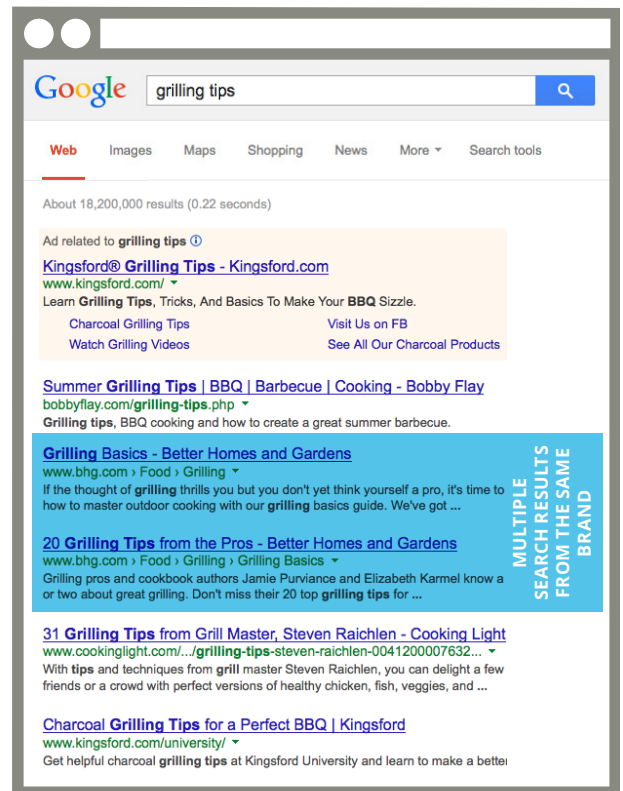 Google
grilling tips
Web Images Maps Shopping News More Search tools
About 18,200,000 results (0.22 seconds)
Ad related to grilling tips
Kingsford® Grilling Tips - Kingsford.com
www.kingsford.com/
Learn Grilling Tips, Tricks, And Basics To Make Your BBQ Sizzle.
Charcoal Grilling Tips Visit Us on FB
Watch Grilling Videos See All Our Charcoal Products
Summer Grilling Tips | BBQ | Barbecue | Cooking - Bobby Flay
bobbyflay.com/grilling-tips.php
Grilling tips, BBQ cooking and how to create a great summer barbecue.
Grilling Basics - Better Homes and Gardens
www.bhg.com › Food › Grilling
If the thought of grilling thrills you but you don't yet think yourself a pro, it's time to
how to master outdoor cooking with our grilling basics guide. We've got ...
20 Grilling Tips from the Pros - Better Homes and Gardens
www.bhg.com › Food › Grilling › Grilling Basics
Grilling pros and cookbook authors Jamie Purviance and Elizabeth Karmel know a
or two about great grilling. Don't miss their 20 top grilling tips for ...
MULTIPLE
SEARCH RESULTS
FROM THE SAME
BRAND
31 Grilling Tips from Grill Master, Steven Raichlen - Cooking Light
www.cookinglight.com/.../grilling-tips-steven-raichlen-0041200007632...
With tips and techniques from grill master Steven Raichlen, you can delight a few
friends or a crowd with perfect versions of healthy chicken, fish, veggies, and ...
Charcoal Grilling Tips for a Perfect BBQ | Kingsford
www.kingsford.com/university/
Get helpful charcoal grilling tips at Kingsford University and learn to make a better